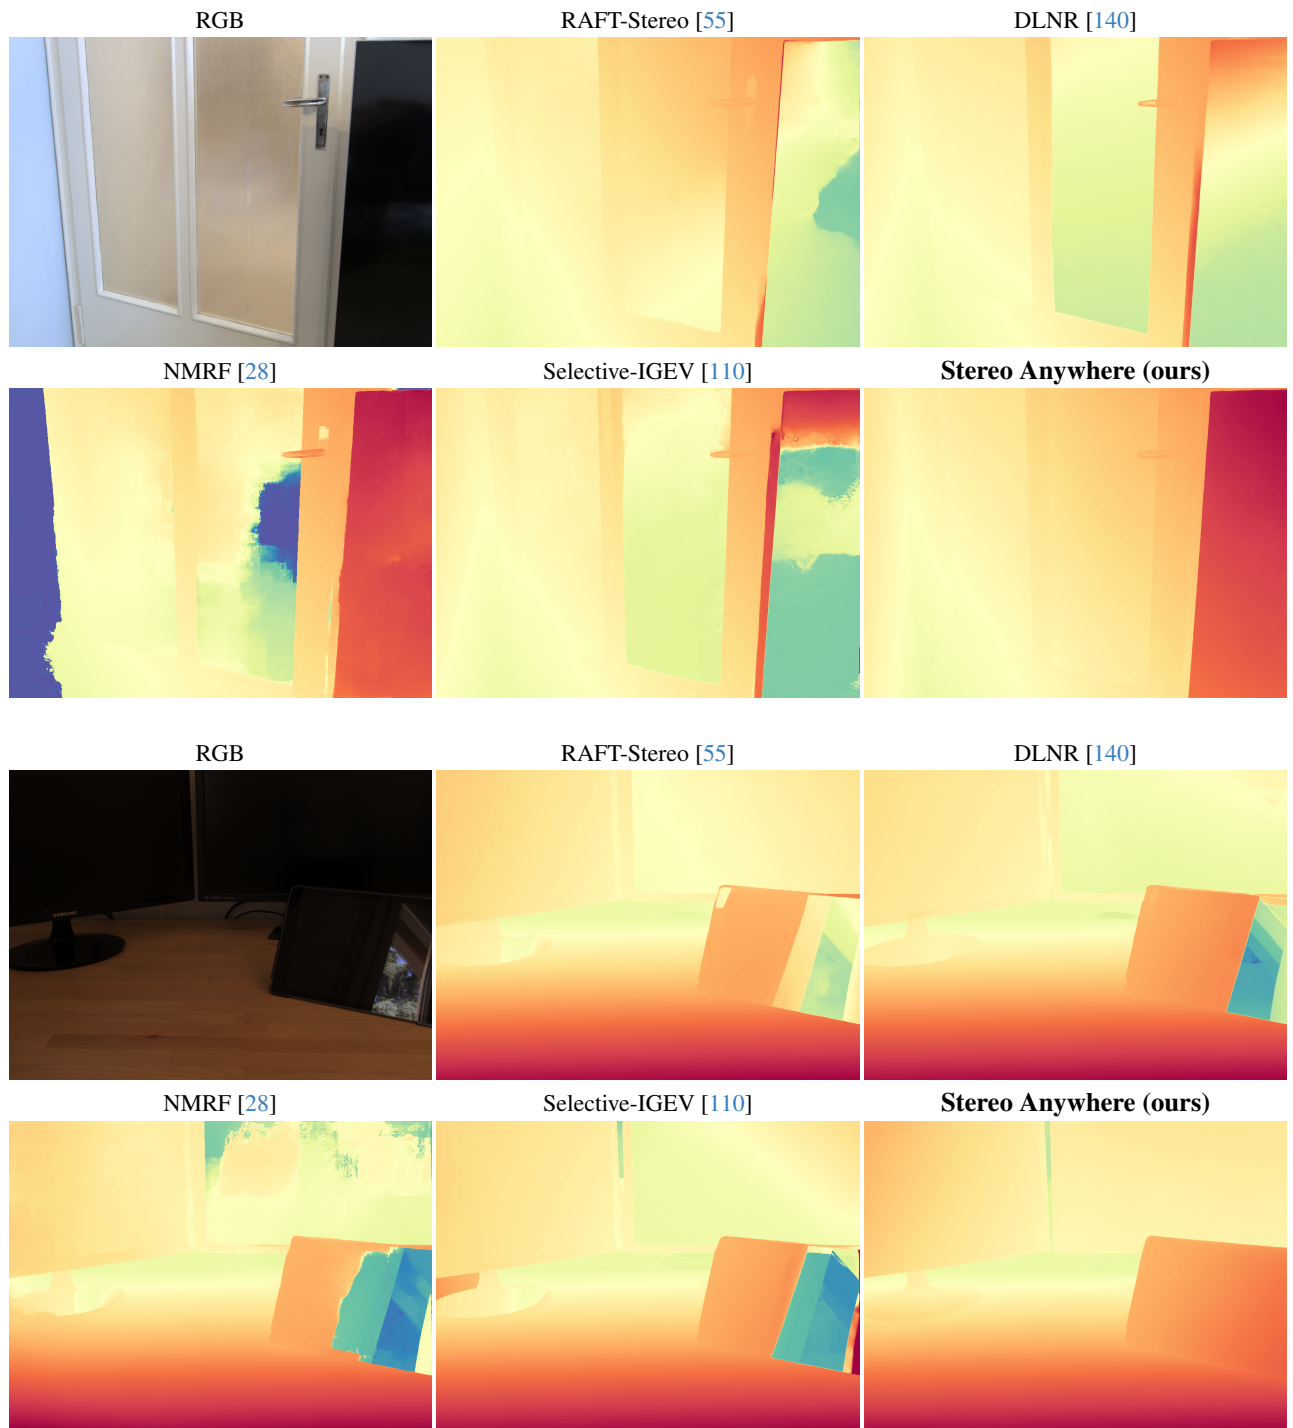 RGB
RAFT-Stereo [55]
DLNR [140]
NMRF [28]
Selective-IGEV [110]
Stereo Anywhere (ours)
RGB
RAFT-Stereo [55]
DLNR [140]
SAMSUNG
NMRF [28]
Selective-IGEV [110]
Stereo Anywhere (ours)